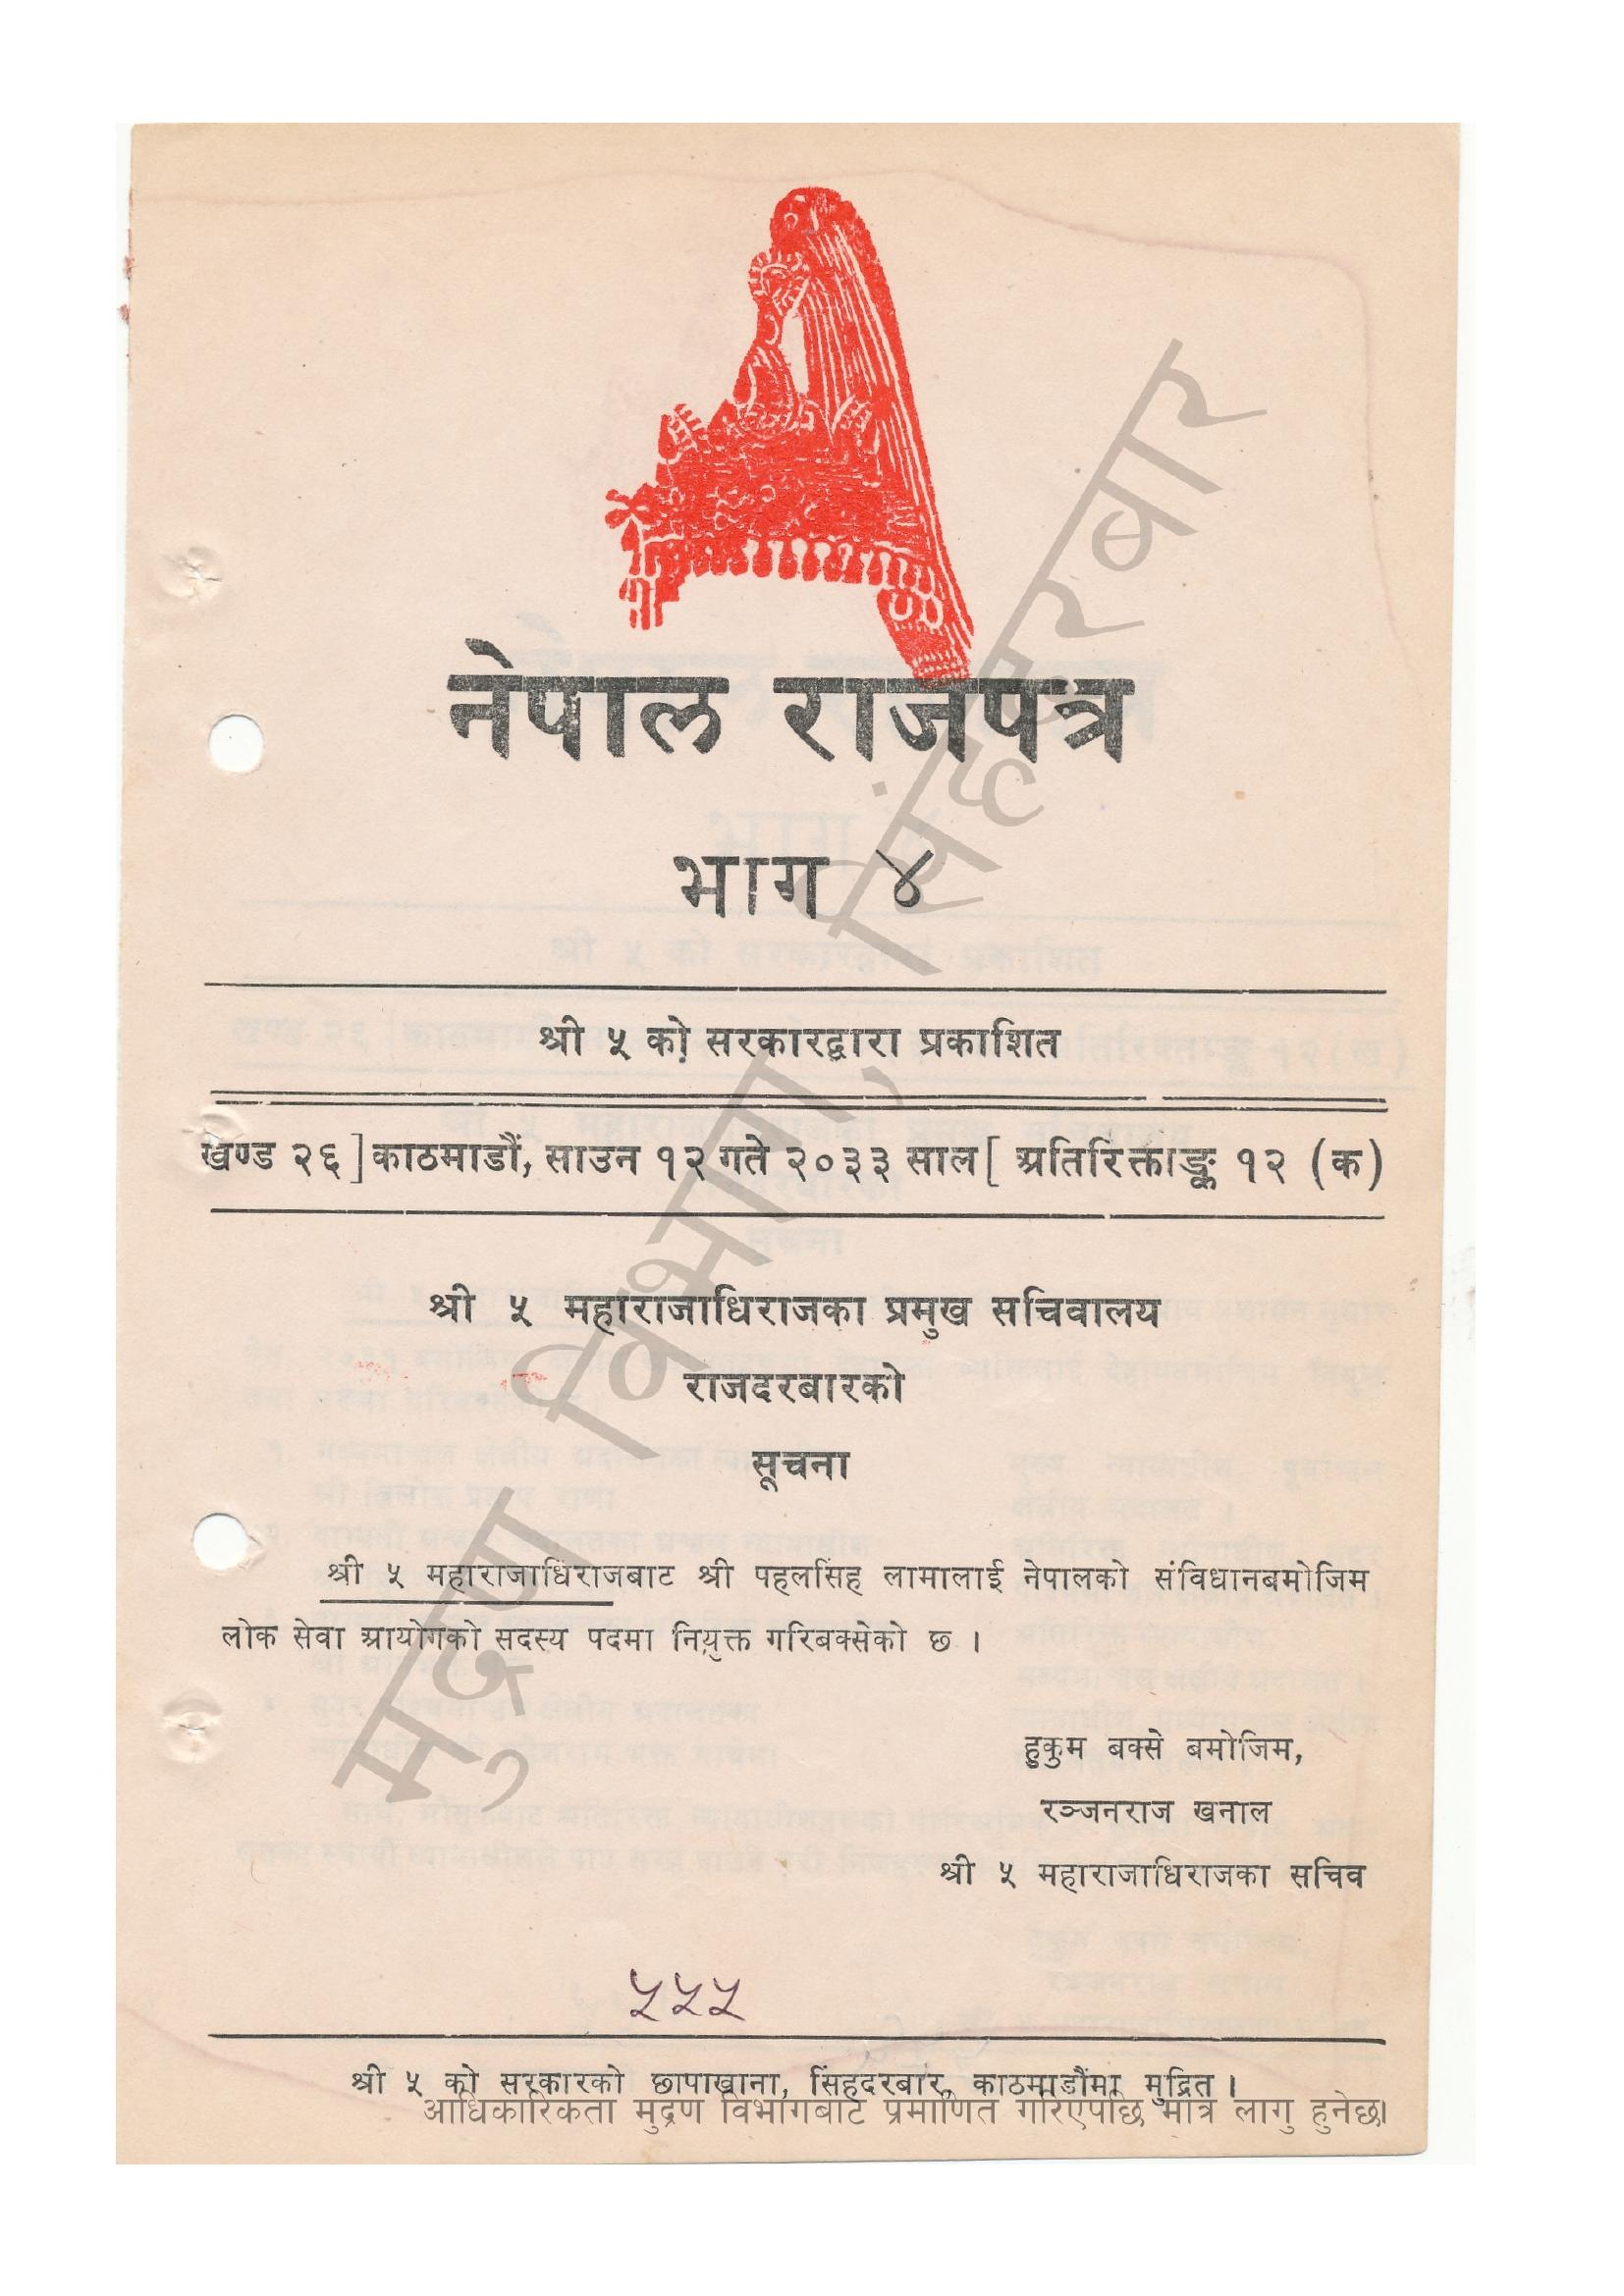 नेपाल राजपत्र
भाग ४
श्री ५ को सरकारद्वारा प्रकाशित
खण्ड २६] काठमाडौं, साउन १२ गते २०३३ साल [ अतिरिक्ताङ्क १२ (क)
श्री ५ महाराजाधिराजका प्रमुख सचिवालय
राजदरबारको
सूचना
श्री ५ महाराजाधिराजबाट श्री पहलसिंह लामालाई नेपालको संविधानबमोजिम
लोक सेवा आयोगको सदस्य पदमा नियुक्त गरिबक्सेको छ ।
हुकुम बक्से बमोजिम,
रञ्जनराज खनाल
श्री ५ महाराजाधिराजका सचिव
५५५
श्री ५ को सरकारको छापाखाना, सिंहदरबार, काठमाडौंमा मुद्रित ।
आधिकारिकता मुद्रण विभागबाट प्रमाणित गरिएपछि मात्र लागु हुनेछ।
मुद्रण विभाग, सिंहदरबार